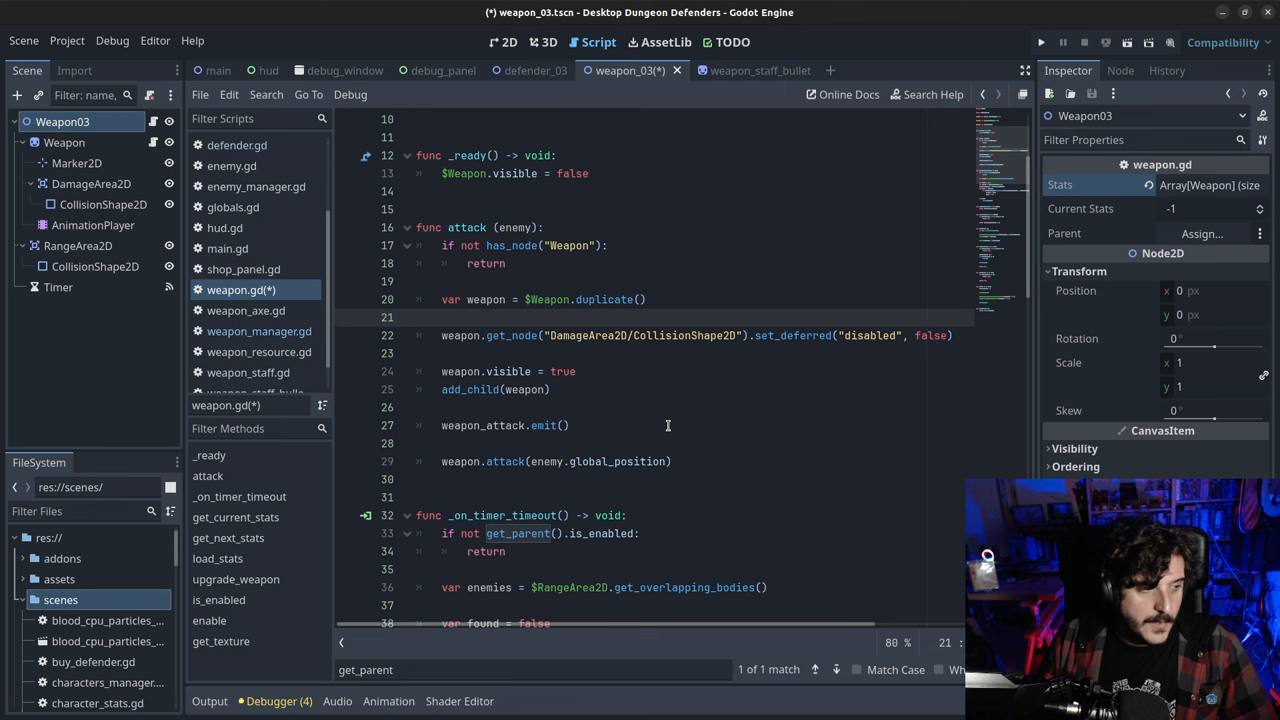 (*) weapon_03.tscn - Desktop Dungeon Defenders - Godot Engine
Scene Project Debug Editor Help
2D 3D Script AssetLib TODO
Compatibility
Scene Import
main hud debug_window debug_panel defender_03 weapon_03(*) weapon_staff_bullet
Inspector Node History
Filter: name,
File Edit Search Go To Debug
Online Docs Search Help
Weapon03
Weapon
Marker2D
DamageArea2D
CollisionShape2D
AnimationPlayer
RangeArea2D
CollisionShape2D
Timer
Filter Scripts
defender.gd
enemy.gd
enemy_manager.gd
globals.gd
hud.gd
main.gd
shop_panel.gd
weapon.gd(*)
weapon_axe.gd
weapon_manager.gd
weapon_resource.gd
weapon_staff.gd
weapon.gd(*)
Filter Methods
_ready
attack
_on_timer_timeout
get_current_stats
get_next_stats
load_stats
upgrade_weapon
is_enabled
enable
get_texture
10
11
12 func _ready() -> void:
13 $Weapon.visible = false
14
15
16 func attack (enemy):
17 if not has_node("Weapon"):
18 return
19
20 var weapon = $Weapon.duplicate()
21
22 weapon.get_node("DamageArea2D/CollisionShape2D").set_deferred("disabled", false)
23
24 weapon.visible = true
25 add_child(weapon)
26
27 weapon_attack.emit()
28
29 weapon.attack(enemy.global_position)
30
31
32 func _on_timer_timeout() -> void:
33 if not get_parent().is_enabled:
34 return
35
36 var enemies = $RangeArea2D.get_overlapping_bodies()
37
38 var found = false
80 % 21 :
get_parent
1 of 1 match
Match Case
Output Debugger (4) Audio Animation Shader Editor
Weapon03
Filter Properties
weapon.gd
Stats Array[Weapon] (size
Current Stats -1
Parent Assign...
Node2D
Transform
Position x 0 px
y 0 px
Rotation 0°
Scale x 1
y 1
Skew 0°
CanvasItem
Visibility
Ordering
FileSystem
res://scenes/
Filter Files
res://
addons
assets
scenes
blood_cpu_particles_...
blood_cpu_particles_...
buy_defender.gd
characters_manager....
character_stats.gd